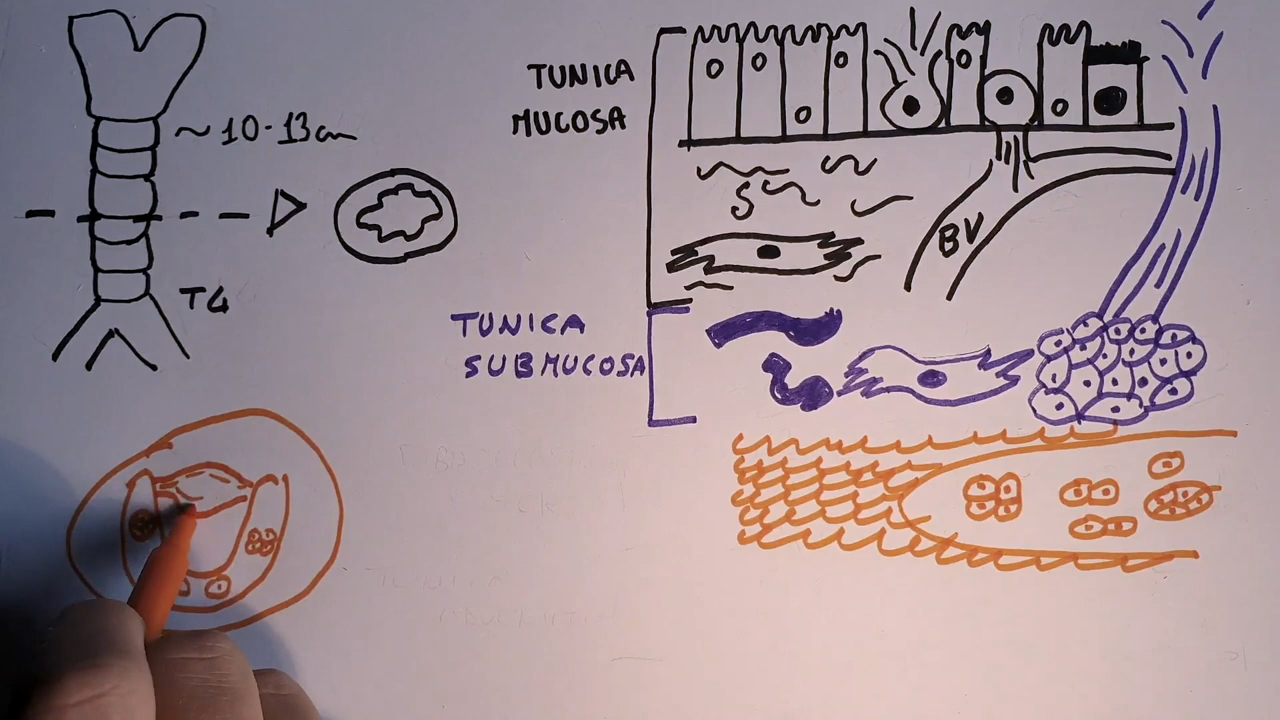 ~10-13cm
T4
TUNICA
MUCOSA
BV
TUNICA
SUBMUCOSA